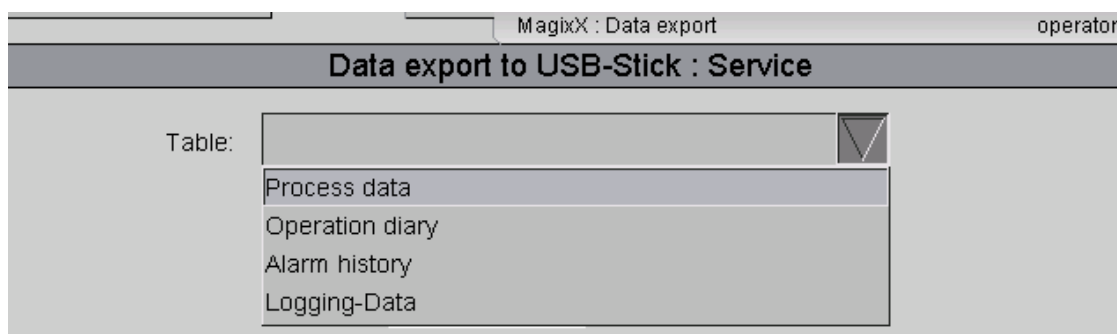 MagixX : Data export operator
Data export to USB-Stick : Service
Table:
Process data
Operation diary
Alarm history
Logging-Data